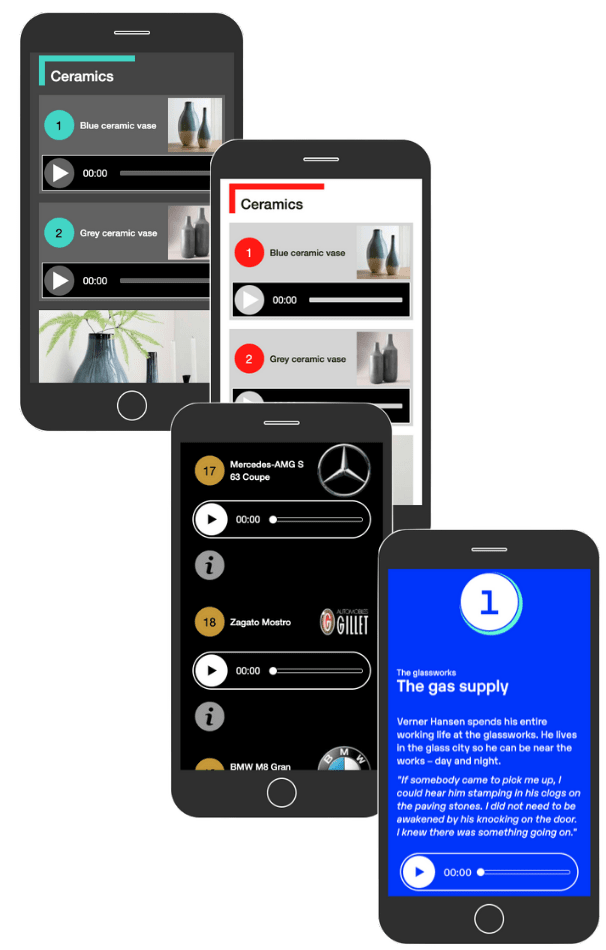 Ceramics
1
Blue ceramic vase
00:00
2
Grey ceramic vase
00:00
Ceramics
1
Blue ceramic vase
00:00
2
Grey ceramic vase
17
Mercedes-AMG S
63 Coupe
00:00
i
18
Zagato Mostro
AUTOMOBILES
G GILLET
00:00
i
BMW M8 Gran
BMW
1
The glassworks
The gas supply
Verner Hansen spends his entire
working life at the glassworks. He lives
in the glass city so he can be near the
works – day and night.
"If somebody came to pick me up, I
could hear him stamping in his clogs on
the paving stones. I did not need to be
awakened by his knocking on the door.
I knew there was something going on."
00:00